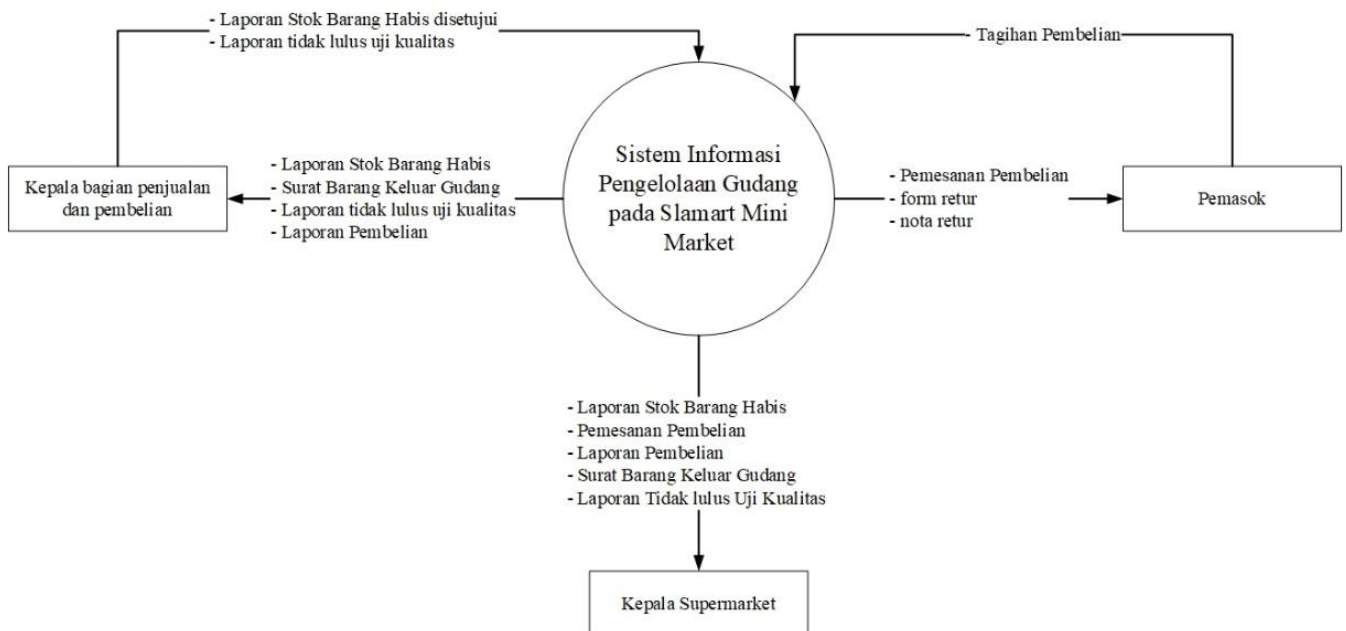 - Laporan Stok Barang Habis disetujui
- Laporan tidak lulus uji kualitas
- Tagihan Pembelian
Kepala bagian penjualan
dan pembelian
- Laporan Stok Barang Habis
- Surat Barang Keluar Gudang
- Laporan tidak lulus uji kualitas
- Laporan Pembelian
Sistem Informasi
Pengelolaan Gudang
pada Slamart Mini
Market
- Pemesanan Pembelian
- form retur
- nota retur
Pemasok
- Laporan Stok Barang Habis
- Pemesanan Pembelian
- Laporan Pembelian
- Surat Barang Keluar Gudang
- Laporan Tidak lulus Uji Kualitas
Kepala Supermarket